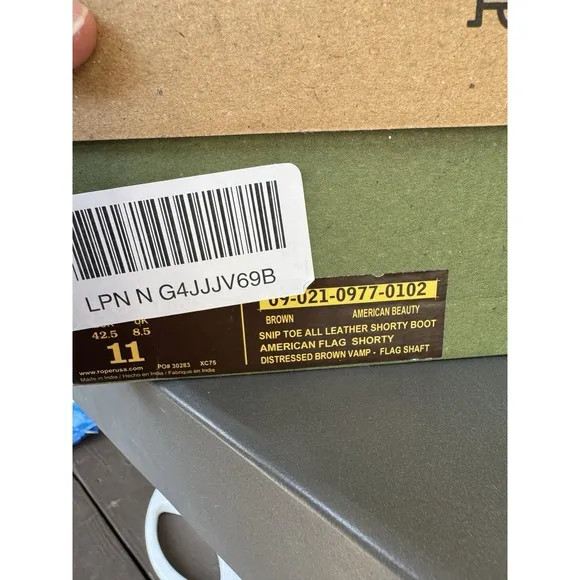 LPN N G4JJJV69B
09-021-0977-0102
BROWN AMERICAN BEAUTY
SNIP TOE ALL LEATHER SHORTY BOOT
AMERICAN FLAG SHORTY
DISTRESSED BROWN VAMP - FLAG SHAFT
UK
42.5 8.5
11
www.roperusa.com PO# 30283 XC75
Made in India / Hecho en India / Fabrique en India